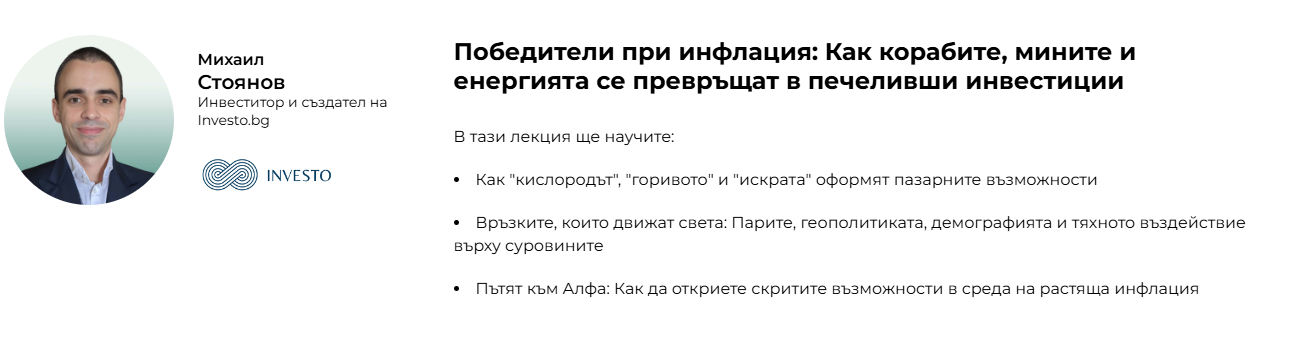 Михаил
Стоянов
Инвеститор и създател на
Investo.bg
INVESTO
Победители при инфлация: Как корабите, мините и
енергията се превръщат в печеливши инвестиции
В тази лекция ще научите:
• Как "кислородът", "горивото" и "искрата" оформят пазарните възможности
• Връзките, които движат света: Парите, геополитиката, демографията и тяхното въздействие
върху суровините
• Пътят към Алфа: Как да откриете скритите възможности в среда на растяща инфлация